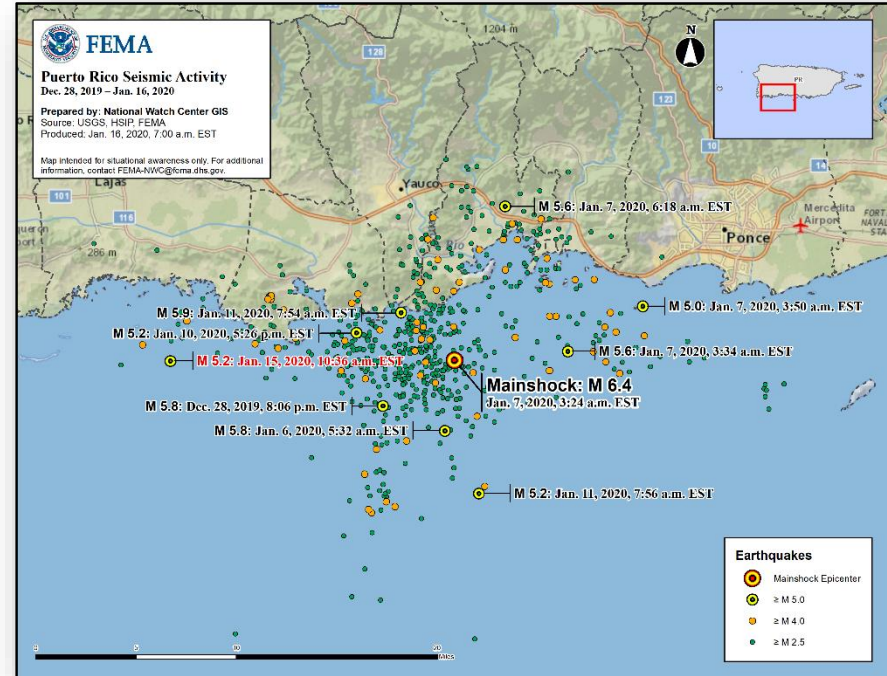 FEMA
Puerto Rico Seismic Activity
Dec. 28, 2019 – Jan. 16, 2020
Prepared by: National Watch Center GIS
Source: USGS, HSIP, FEMA
Produced: Jan. 16, 2020, 7:00 a.m. EST
Map intended for situational awareness only. For additional
information, contact FEMA-NWC@fema.dhs.gov.
1204 m
N
PR
128
123
10
14
Lajas
101
116
Yauco
M 5.6: Jan. 7, 2020, 6:18 a.m. EST
Mercedita
Airport
Ponce
286 m
Río
M 5.9: Jan. 11, 2020, 7:54 a.m. EST
M 5.0: Jan. 7, 2020, 3:50 a.m. EST
M 5.2: Jan. 10, 2020, 5:26 p.m. EST
M 5.2: Jan. 15, 2020, 10:36 a.m. EST
M 5.6: Jan. 7, 2020, 3:34 a.m. EST
Mainshock: M 6.4
Jan. 7, 2020, 3:24 a.m. EST
M 5.8: Dec. 28, 2019, 8:06 p.m. EST
M 5.8: Jan. 6, 2020, 5:32 a.m. EST
M 5.2: Jan. 11, 2020, 7:56 a.m. EST
Earthquakes
Mainshock Epicenter
≥ M 5.0
≥ M 4.0
≥ M 2.5
0 5 10 20
Miles